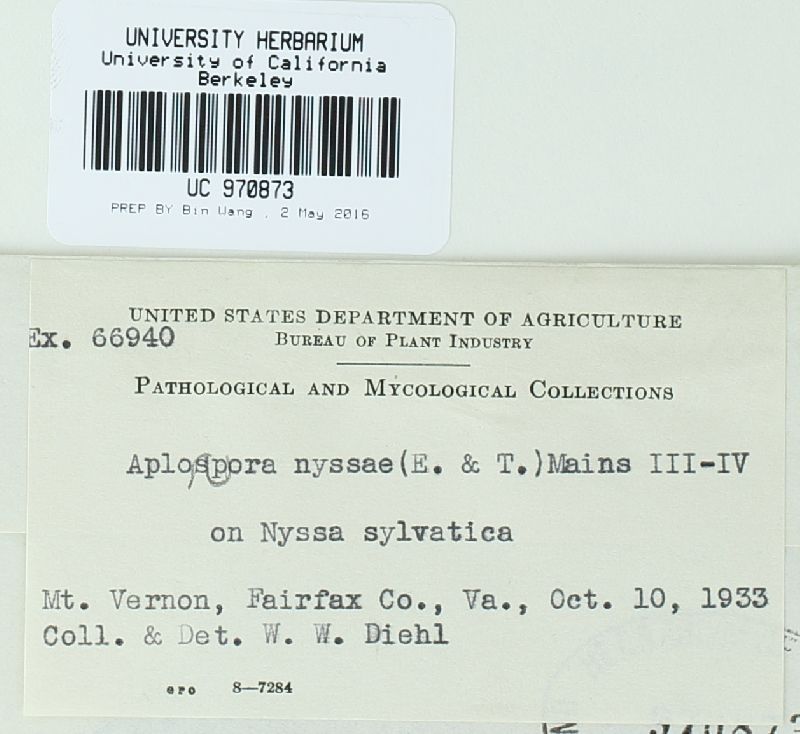 UNIVERSITY HERBARIUM
University of California
Berkeley
UC 970873
PREP BY Bin Wang . 2 May 2016
UNITED STATES DEPARTMENT OF AGRICULTURE
Ex. 66940
BUREAU OF PLANT INDUSTRY
PATHOLOGICAL AND MYCOLOGICAL COLLECTIONS
Aplospora nyssae(E. & T.)Mains III-IV
on Nyssa sylvatica
Mt. Vernon, Fairfax Co., Va., Oct. 10, 1933
Coll. & Det. W. W. Diehl
GPO 8—7284